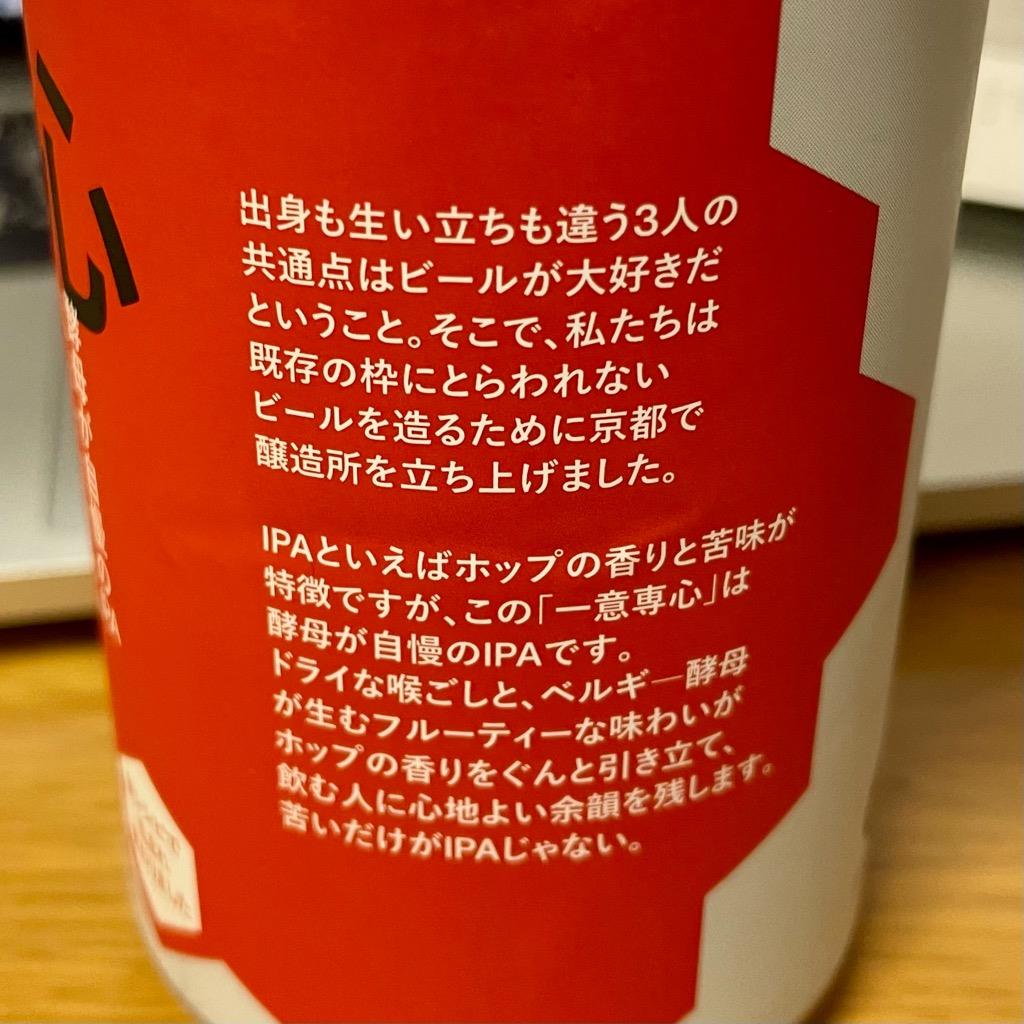 心
出身も生い立ちも違う3人の
共通点はビールが大好きだ
ということ。そこで、私たちは
既存の枠にとらわれない
ビールを造るために京都で
醸造所を立ち上げました。
IPAといえばホップの香りと苦味が
特徴ですが、この「一意専心」は
酵母が自慢のIPAです。
ドライな喉ごしと、ベルギー酵母
が生むフルーティーな味わいが
ホップの香りをぐんと引き立て、
飲む人に心地よい余韻を残します。
苦いだけがIPAじゃない。